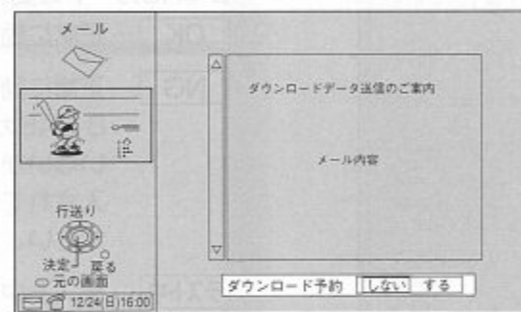 メール
ダウンロードデータ送信のご案内
メール内容
行送り
決定 戻る
元の画面
12/24(日)16:00
ダウンロード予約 しない する
OK
NG